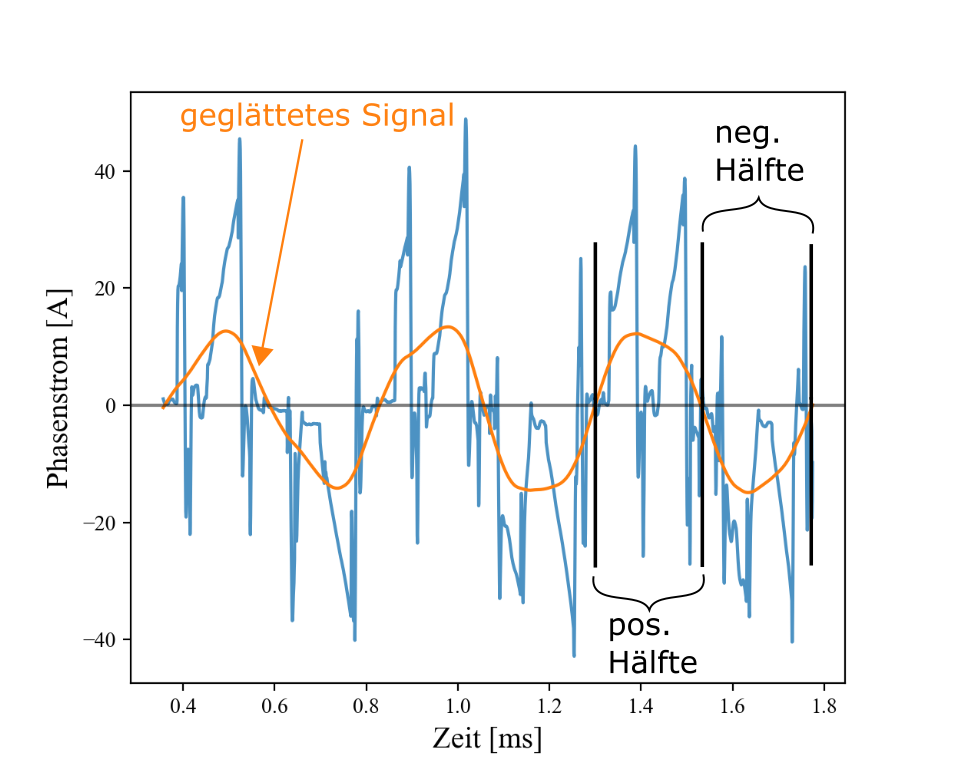 geglättetes Signal
neg.
Hälfte
40
20
0
−20
−40
Phasenstrom [A]
pos.
Hälfte
0.4 0.6 0.8 1.0 1.2 1.4 1.6 1.8
Zeit [ms]